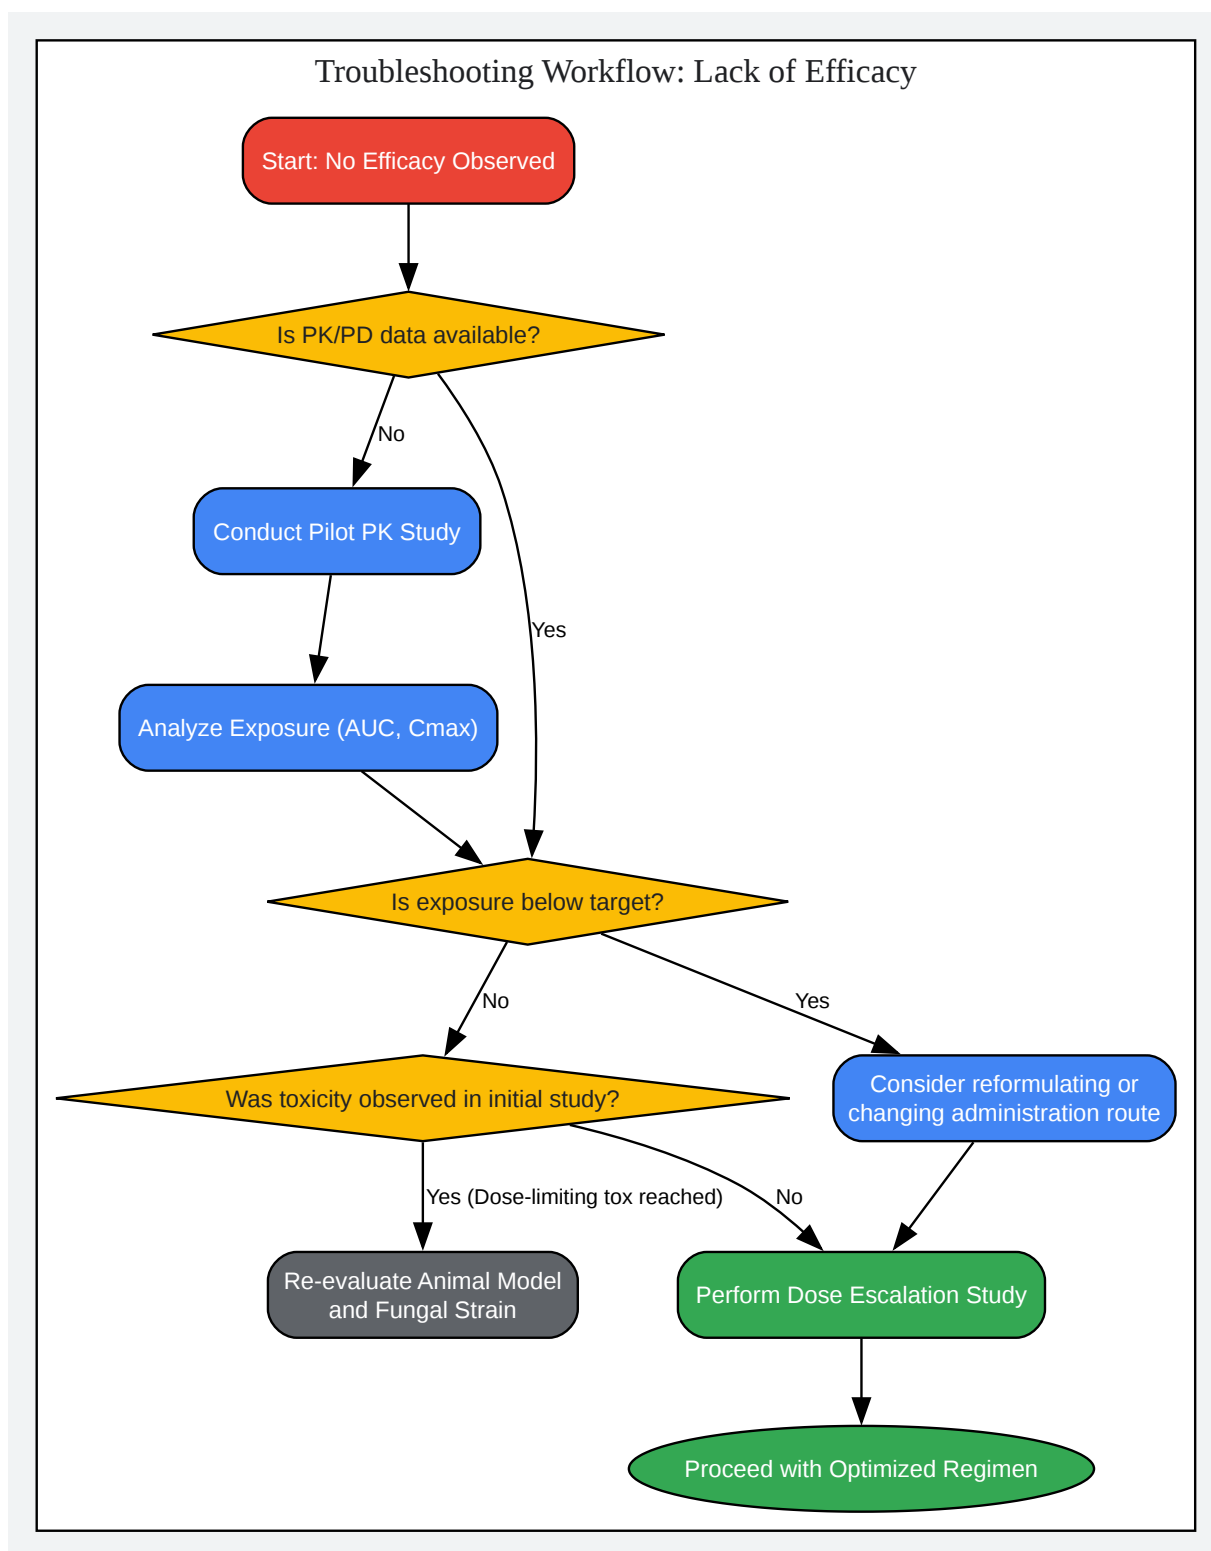 Troubleshooting Workflow: Lack of Efficacy
Start: No Efficacy Observed
Is PK/PD data available?
No
Conduct Pilot PK Study
Yes
Analyze Exposure (AUC, Cmax)
Is exposure below target?
No
Yes
Was toxicity observed in initial study?
Consider reformulating or
changing administration route
Yes (Dose-limiting tox reached)
No
Re-evaluate Animal Model
and Fungal Strain
Perform Dose Escalation Study
Proceed with Optimized Regimen